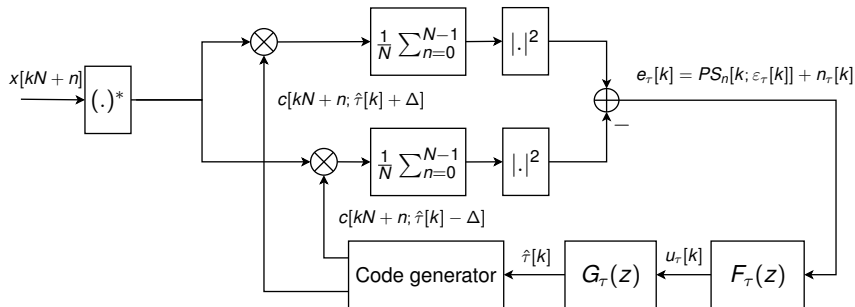 x[kN + n]
(.)*
1/N ∑_{n=0}^{N−1}
|.|²
c[kN + n; τ̂[k] + Δ]
e_τ[k] = PS_n[k; ε_τ[k]] + n_τ[k]
−
1/N ∑_{n=0}^{N−1}
|.|²
c[kN + n; τ̂[k] − Δ]
Code generator
τ̂[k]
G_τ(z)
u_τ[k]
F_τ(z)